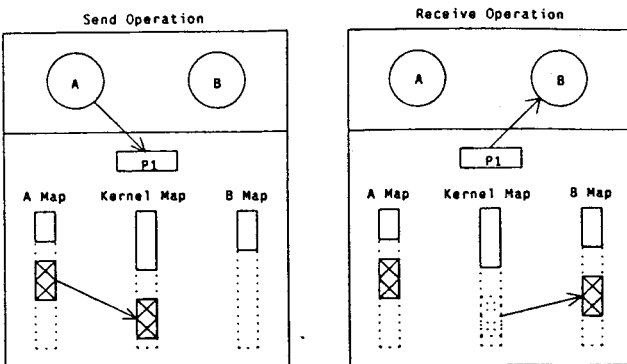 Send Operation
A
B
P1
A Map
Kernel Map
B Map
Receive Operation
A
B
P1
A Map
Kernel Map
B Map